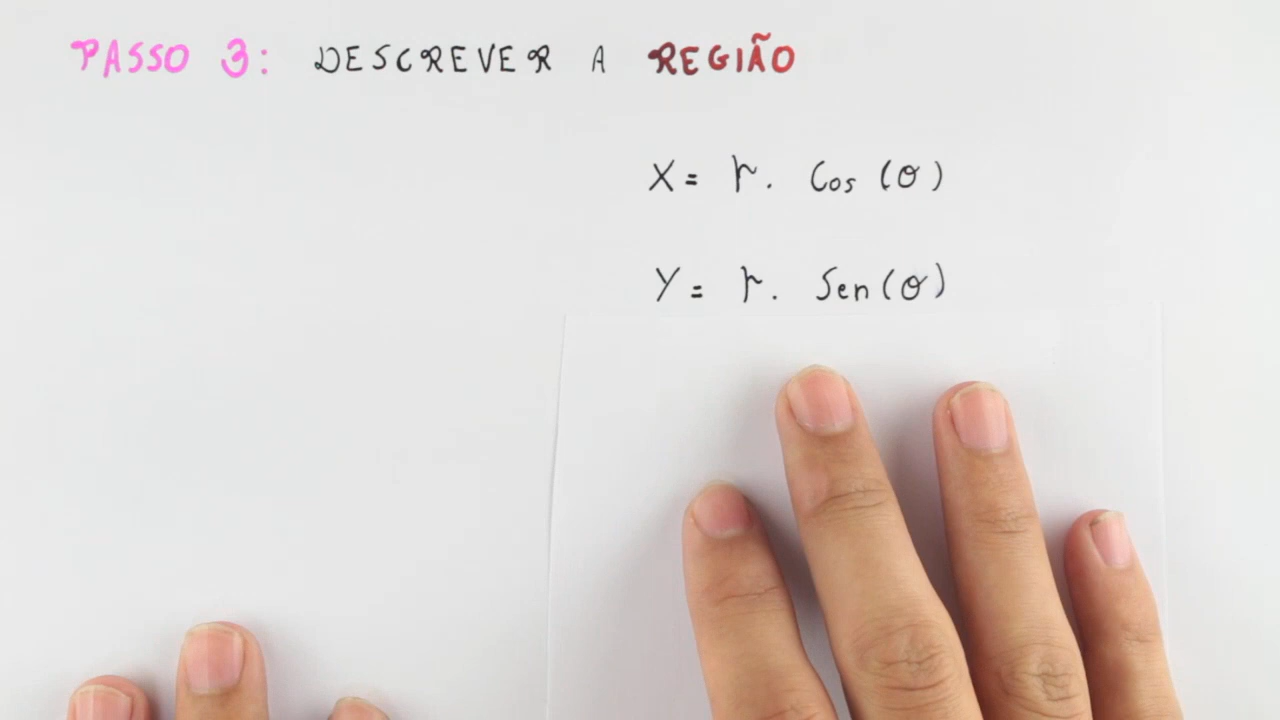 PASSO 3: DESCREVER A REGIÃO
X = r. Cos (θ)
Y = r. Sen (θ)